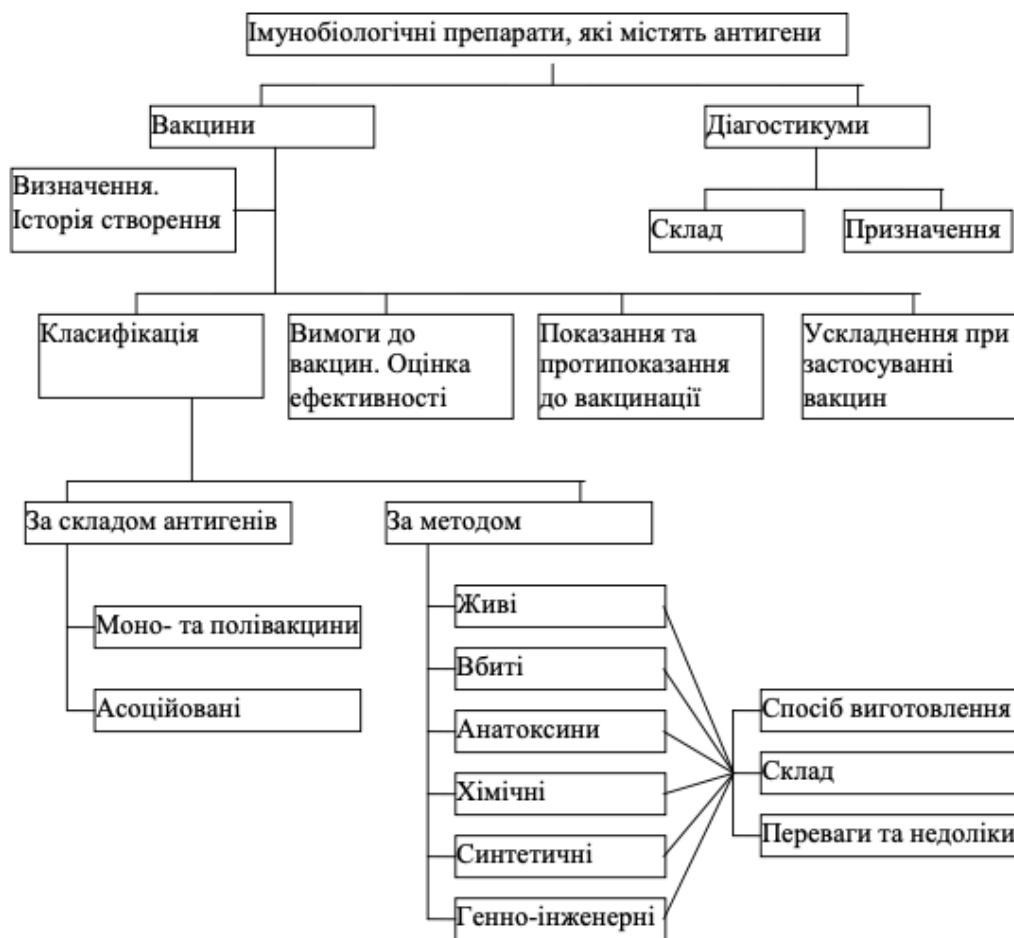 Імунобіологічні препарати, які містять антигени
Вакцини
Діагостикуми
Визначення.
Історія створення
Склад
Призначення
Класифікація
Вимоги до
вакцин. Оцінка
ефективності
Показання та
протипоказання
до вакцинації
Ускладнення при
застосуванні
вакцин
За складом антигенів
За методом
Моно- та полівакцини
Асоційовані
Живі
Вбиті
Анатоксини
Хімічні
Синтетичні
Генно-інженерні
Спосіб виготовлення
Склад
Переваги та недоліки